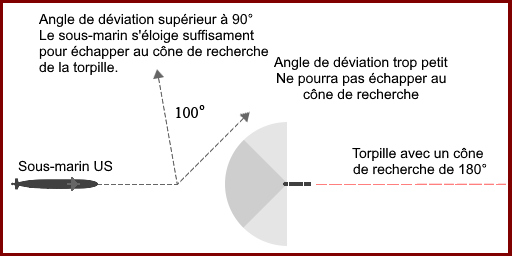 Angle de déviation supérieur à 90°
Le sous-marin s'éloige suffisament
pour échapper au cône de recherche
de la torpille.
Angle de déviation trop petit
Ne pourra pas échapper au
cône de recherche
100°
Sous-marin US
Torpille avec un cône
de recherche de 180°